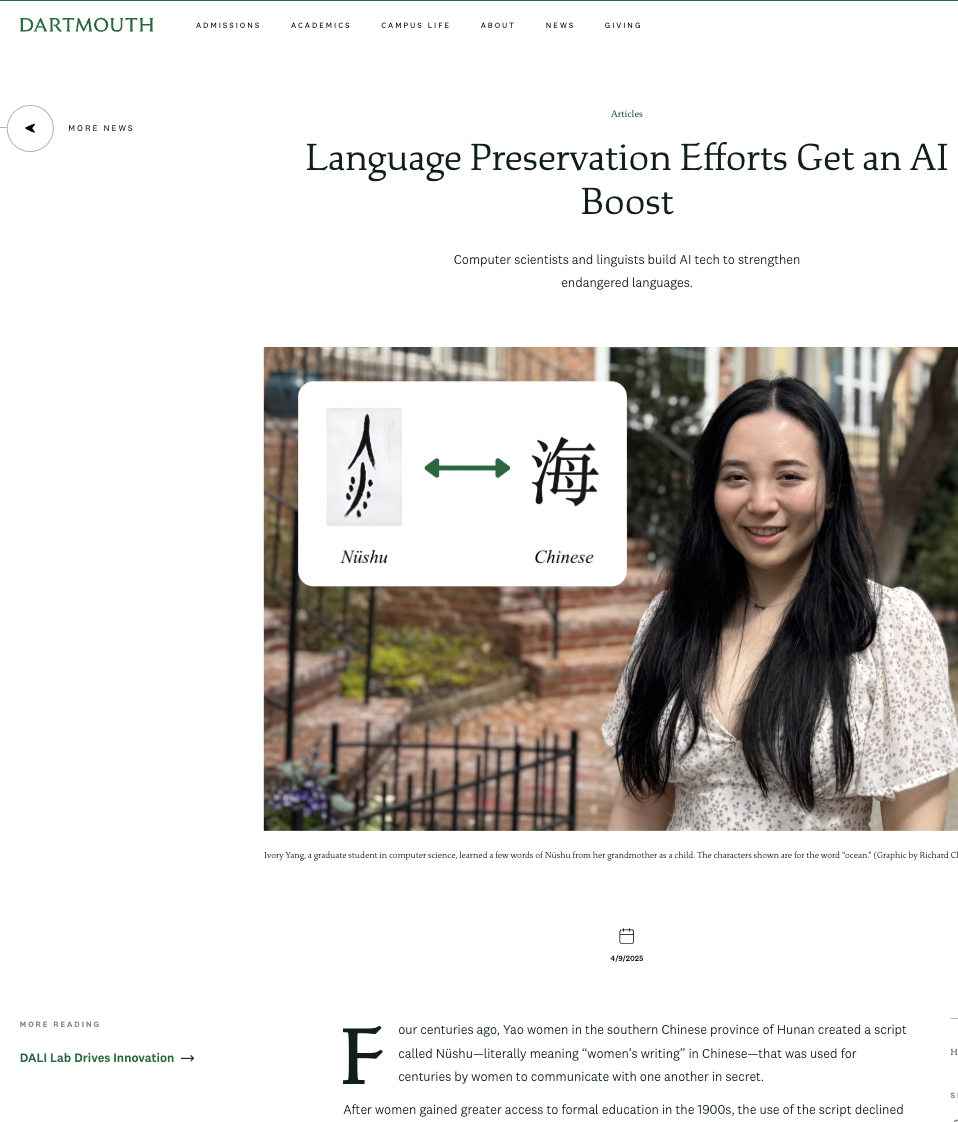 DARTMOUTH
ADMISSIONS ACADEMICS CAMPUS LIFE ABOUT NEWS GIVING
MORE NEWS
Articles
Language Preservation Efforts Get an AI
Boost
Computer scientists and linguists build AI tech to strengthen
endangered languages.
海
Nüshu Chinese
Ivory Yang, a graduate student in computer science, learned a few words of Nüshu from her grandmother as a child. The characters shown are for the word “ocean.” (Graphic by Richard
4/9/2025
MORE READING
DALI Lab Drives Innovation →
Four centuries ago, Yao women in the southern Chinese province of Hunan created a script
called Nüshu—literally meaning “women’s writing” in Chinese—that was used for
centuries by women to communicate with one another in secret.
After women gained greater access to formal education in the 1900s, the use of the script declined